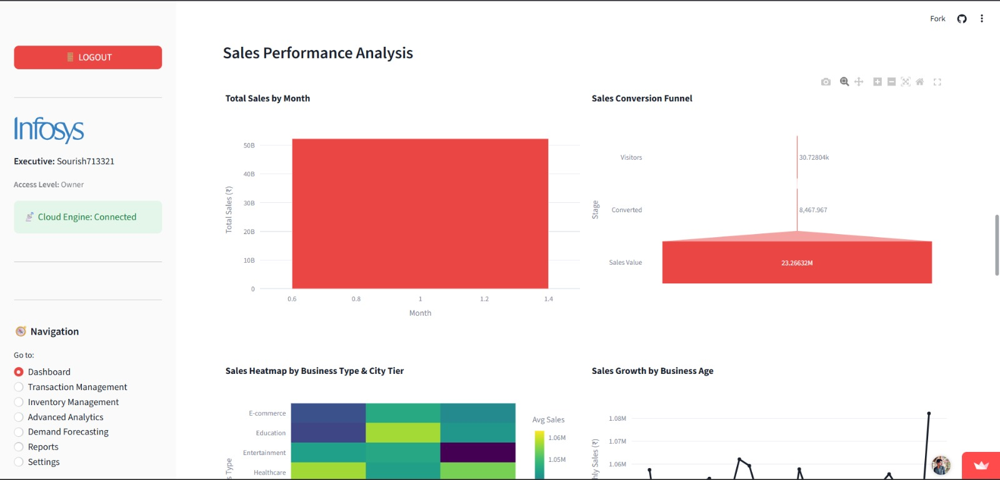 Fork
LOGOUT
Infosys
Executive: Sourish713321
Access Level: Owner
Cloud Engine: Connected
Navigation
Go to:
Dashboard
Transaction Management
Inventory Management
Advanced Analytics
Demand Forecasting
Reports
Settings
Sales Performance Analysis
Total Sales by Month
50B
40B
30B
20B
10B
0
Total Sales (₹)
0.6 0.8 1 1.2 1.4
Month
Sales Conversion Funnel
Stage
Visitors 30.72804k
Converted 8,467.967
Sales Value 23.26632M
Sales Heatmap by Business Type & City Tier
E-commerce
Education
Entertainment
Healthcare
s Type
Avg Sales
1.06M
1.05M
Sales Growth by Business Age
1.08M
1.07M
1.06M
hly Sales (₹)